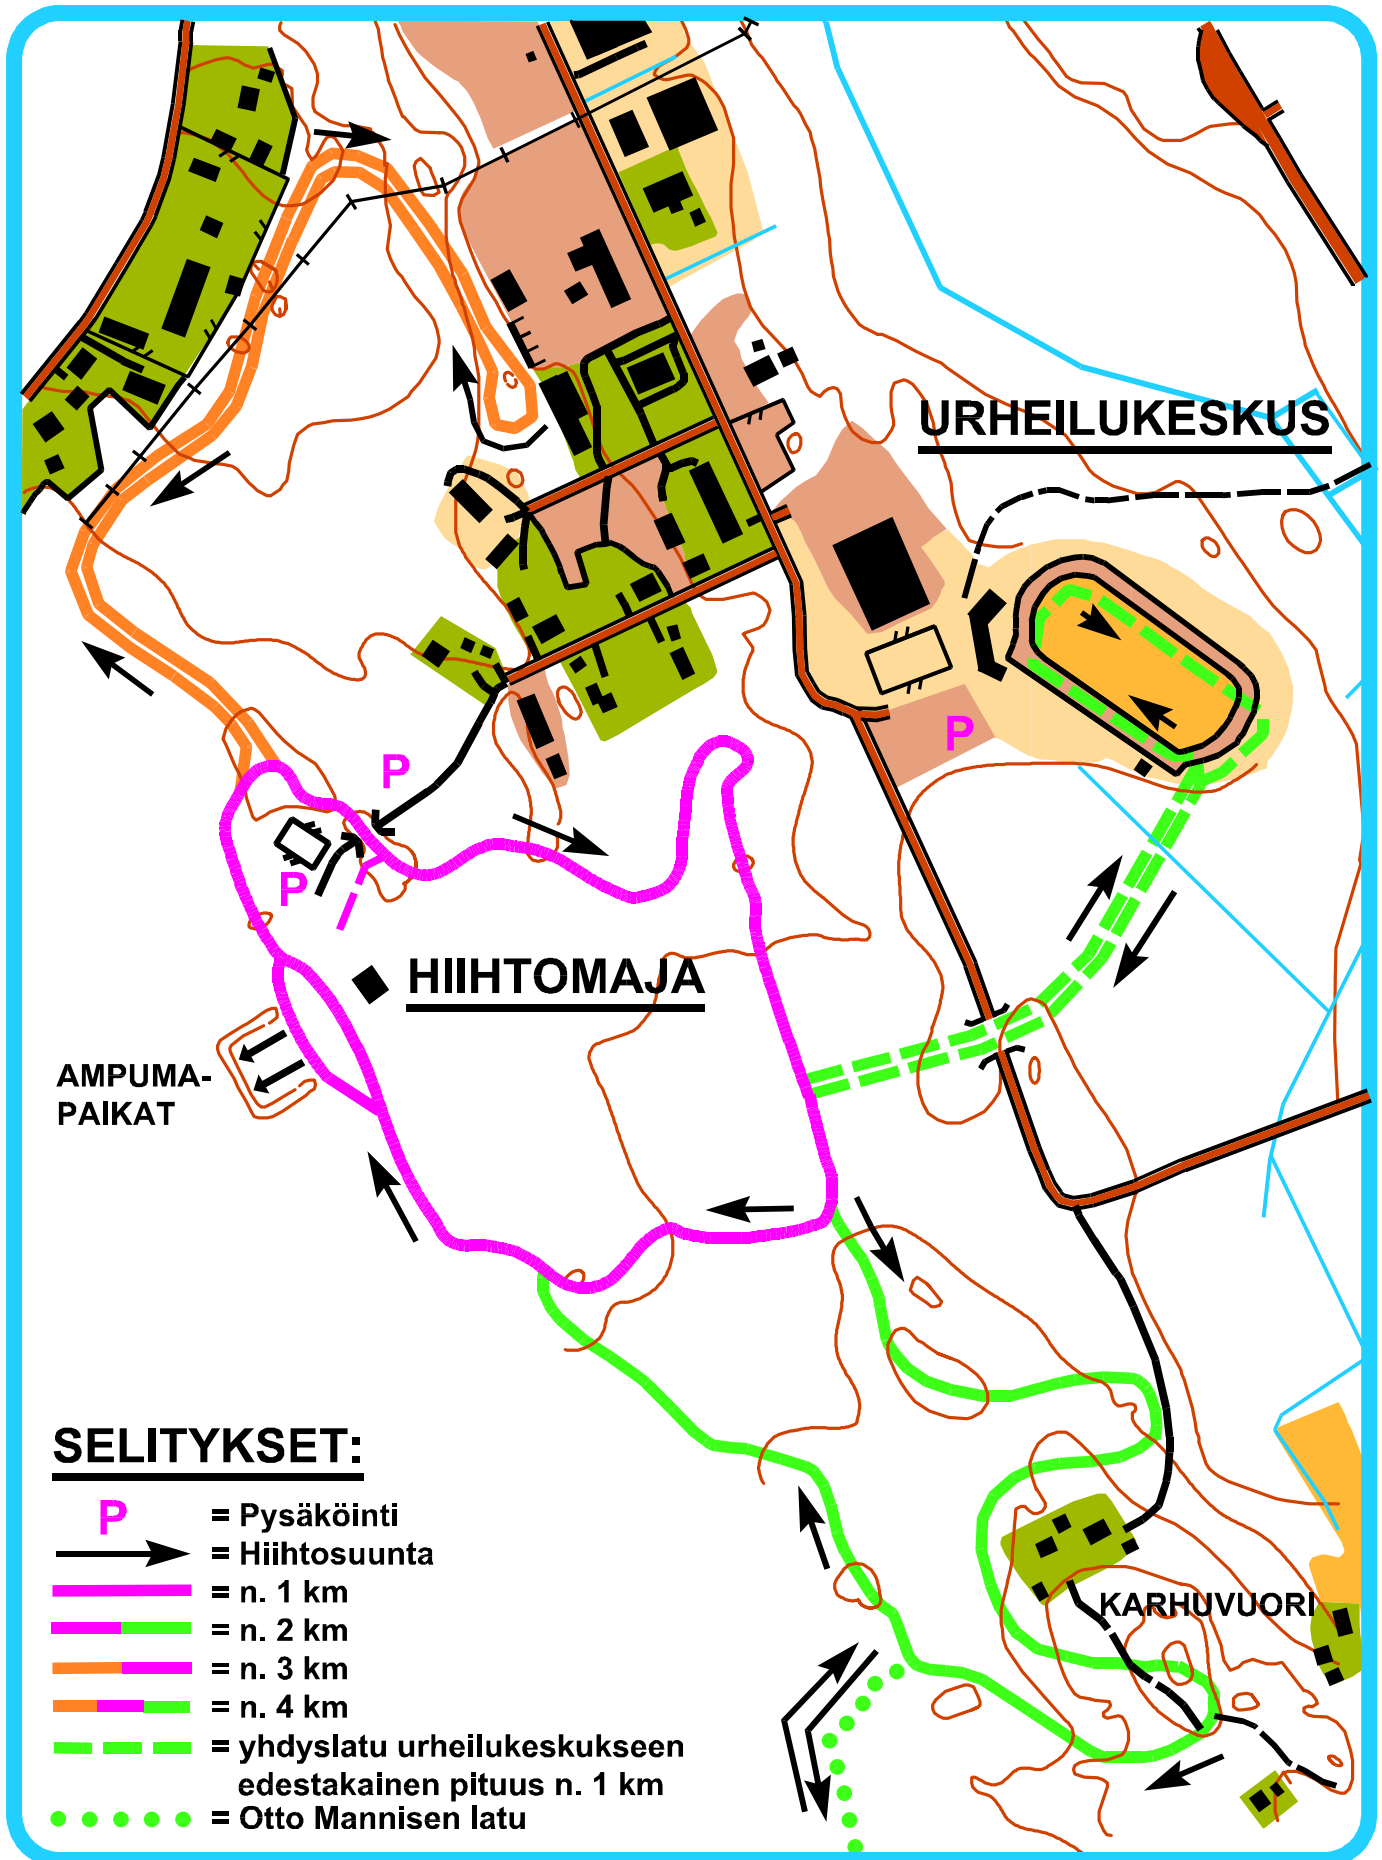 URHEILUKESKUS
P
P
P
HIIHTOMAJA
AMPUMA-
PAIKAT
SELITYKSET:
P = Pysäköinti
= Hiihtosuunta
= n. 1 km
= n. 2 km
= n. 3 km
= n. 4 km
= yhdyslatu urheilukeskukseen
edestakainen pituus n. 1 km
= Otto Mannisen latu
KARHUVUORI